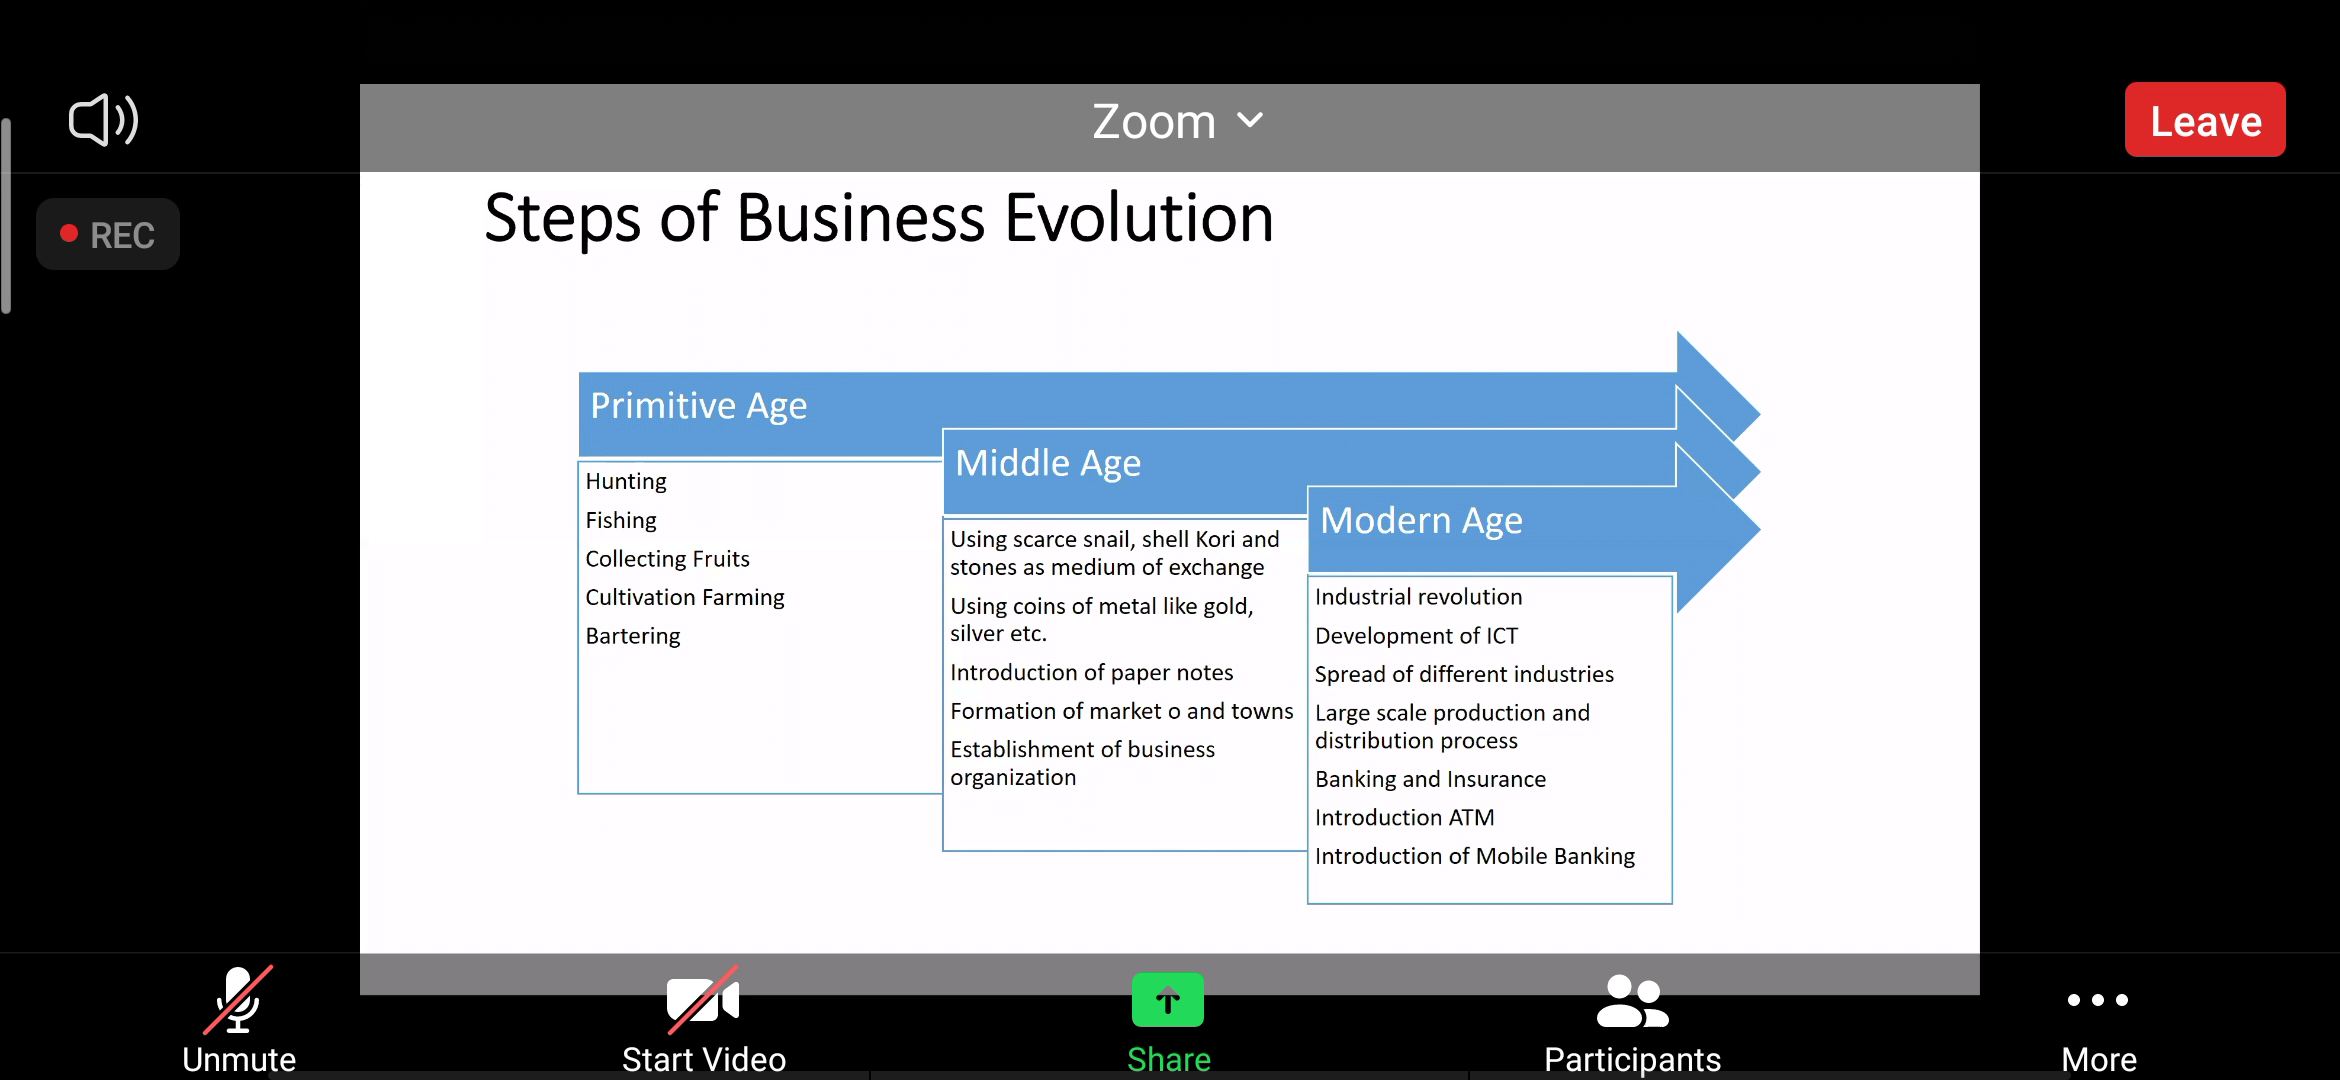 Zoom
Leave
REC
Steps of Business Evolution
Primitive Age
Hunting
Fishing
Collecting Fruits
Cultivation Farming
Bartering
Middle Age
Using scarce snail, shell Kori and
stones as medium of exchange
Using coins of metal like gold,
silver etc.
Introduction of paper notes
Formation of market o and towns
Establishment of business
organization
Modern Age
Industrial revolution
Development of ICT
Spread of different industries
Large scale production and
distribution process
Banking and Insurance
Introduction ATM
Introduction of Mobile Banking
Unmute
Start Video
Share
Participants
More